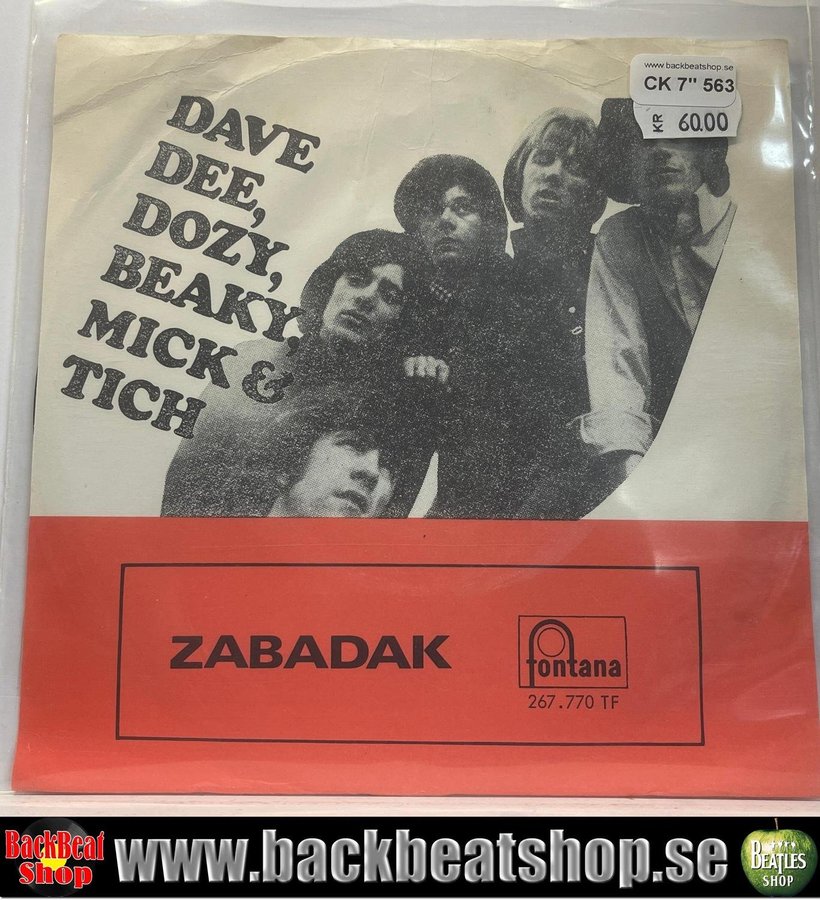 www.backbeatshop.se
CK 7" 563
KR 60.00
DAVE
DEE,
DOZY,
BEAKY,
MICK &
TICH
ZABADAK
fontana
267.770 TF
BackBeat
Shop
www.backbeatshop.se
BEATLES
SHOP